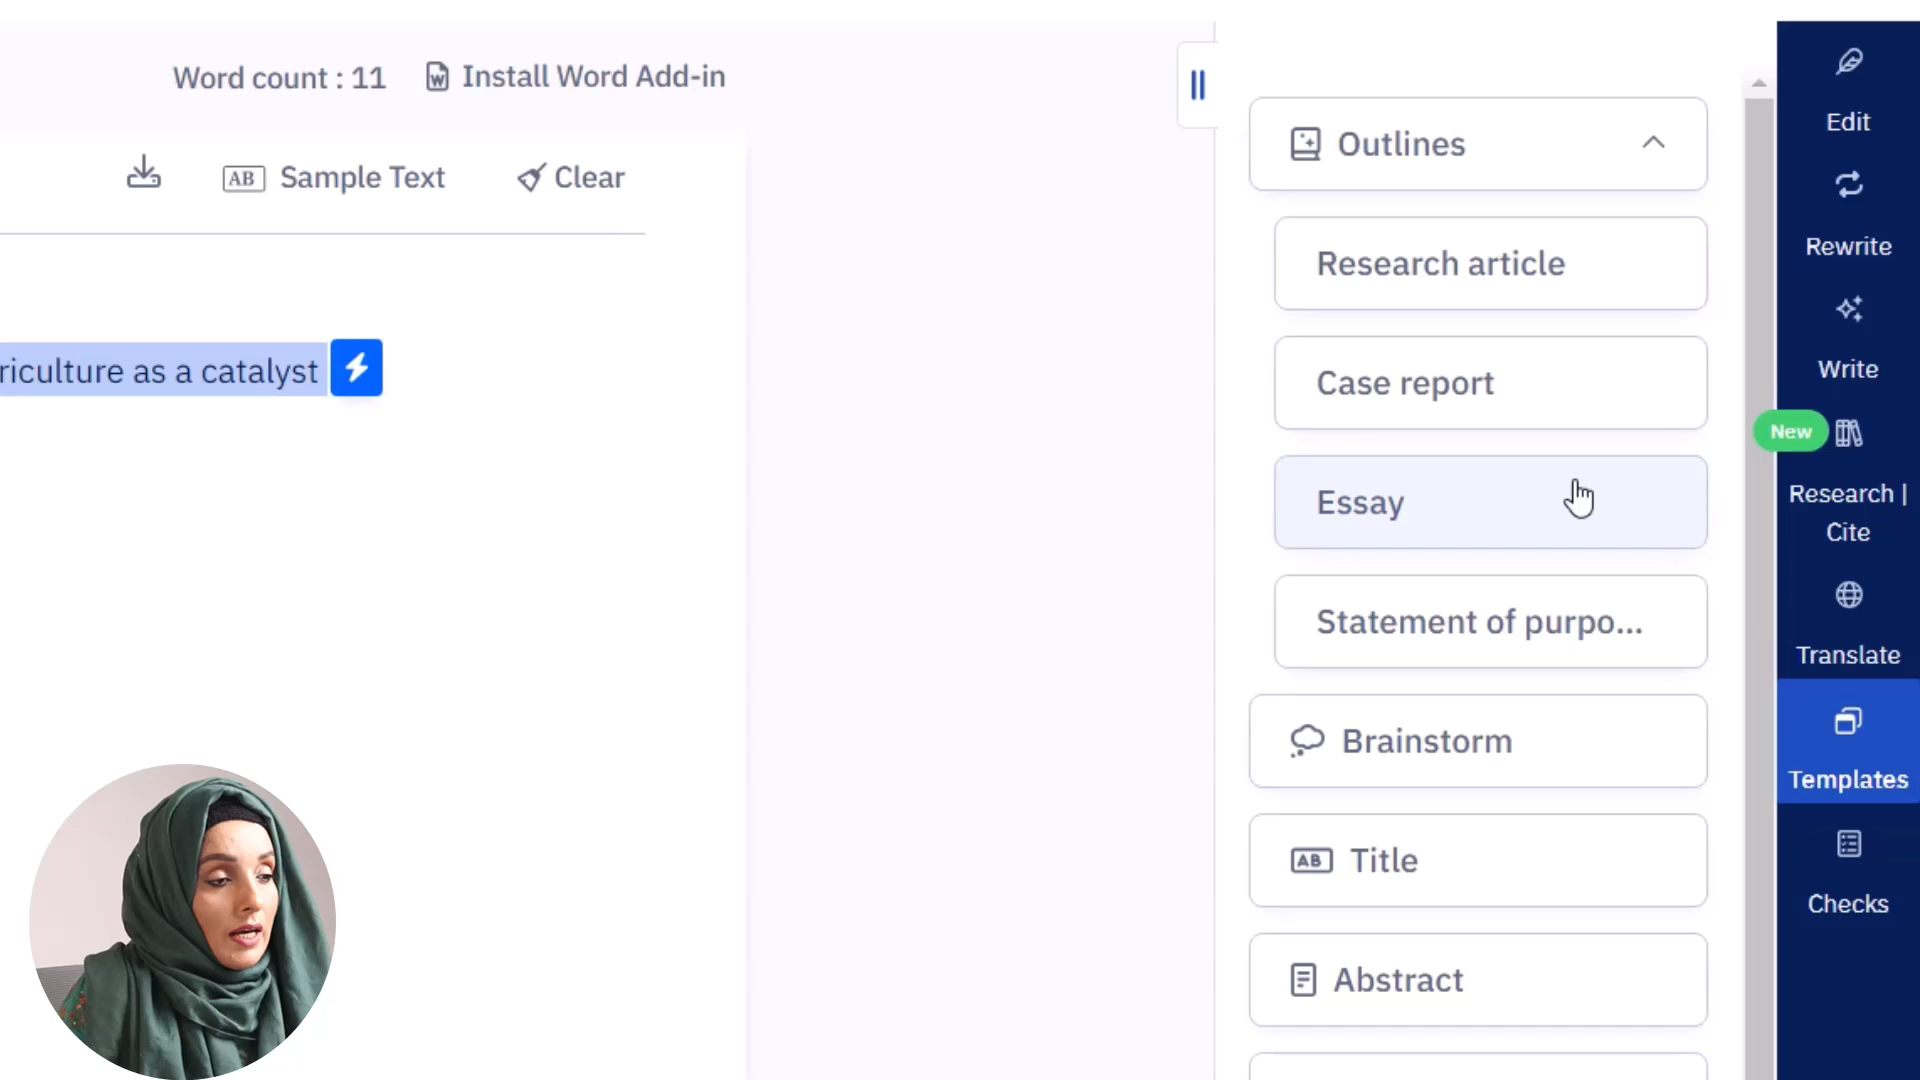 Word count : 11
Install Word Add-in
AB Sample Text
Clear
riculture as a catalyst
Outlines
Research article
Case report
Essay
Statement of purpo...
Brainstorm
AB Title
Abstract
Edit
Rewrite
Write
New
Research |
Cite
Translate
Templates
Checks